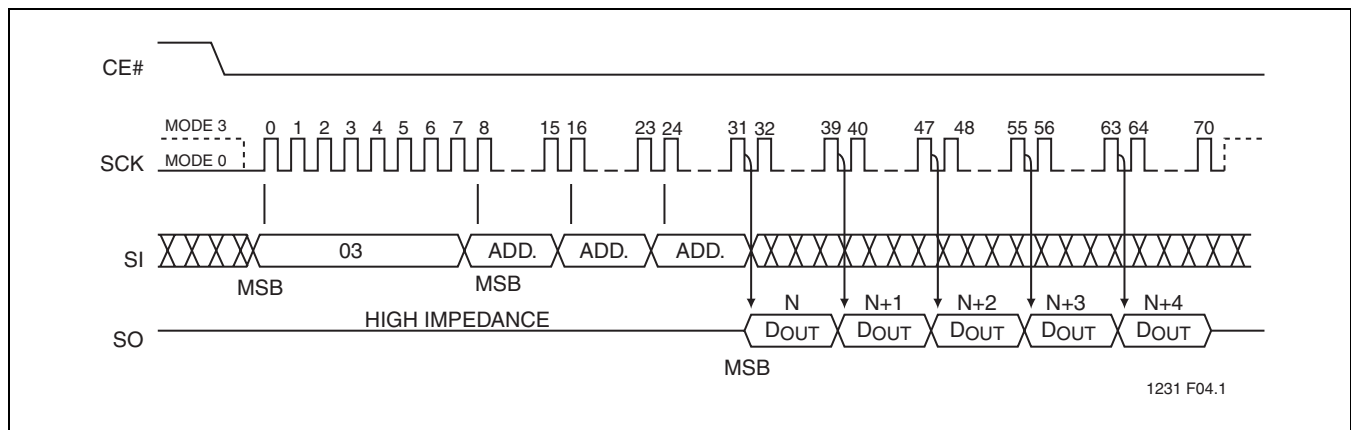 CE#
MODE 3 0 1 2 3 4 5 6 7 8 15 16 23 24 31 32 39 40 47 48 55 56 63 64 70
SCK MODE 0
SI 03 ADD. ADD. ADD.
MSB MSB
HIGH IMPEDANCE N N+1 N+2 N+3 N+4
SO DOUT DOUT DOUT DOUT DOUT
MSB
1231 F04.1